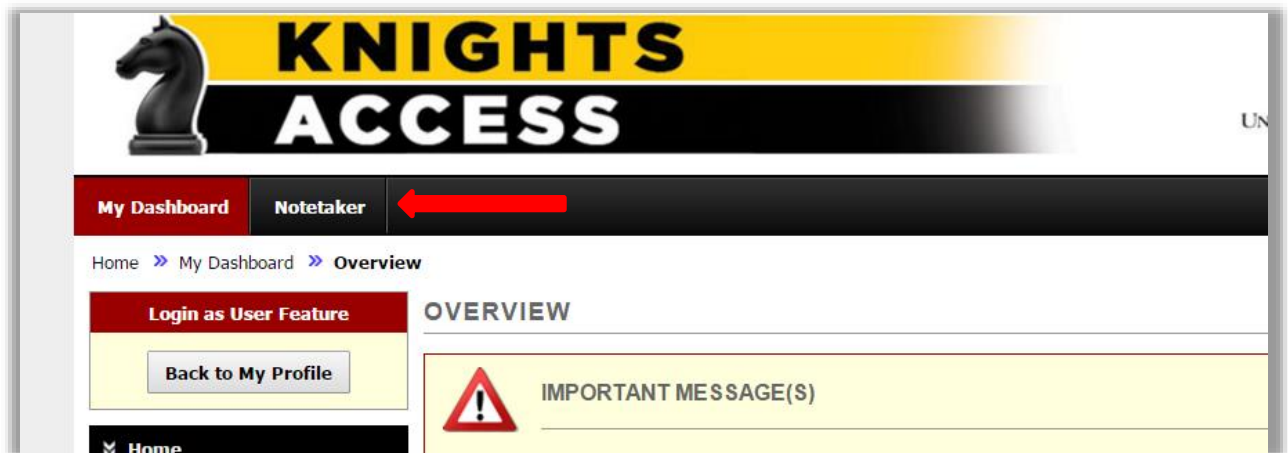 KNIGHTS
ACCESS
UN
My Dashboard Notetaker
Home » My Dashboard » Overview
Login as User Feature
Back to My Profile
Home
OVERVIEW
IMPORTANT MESSAGE(S)